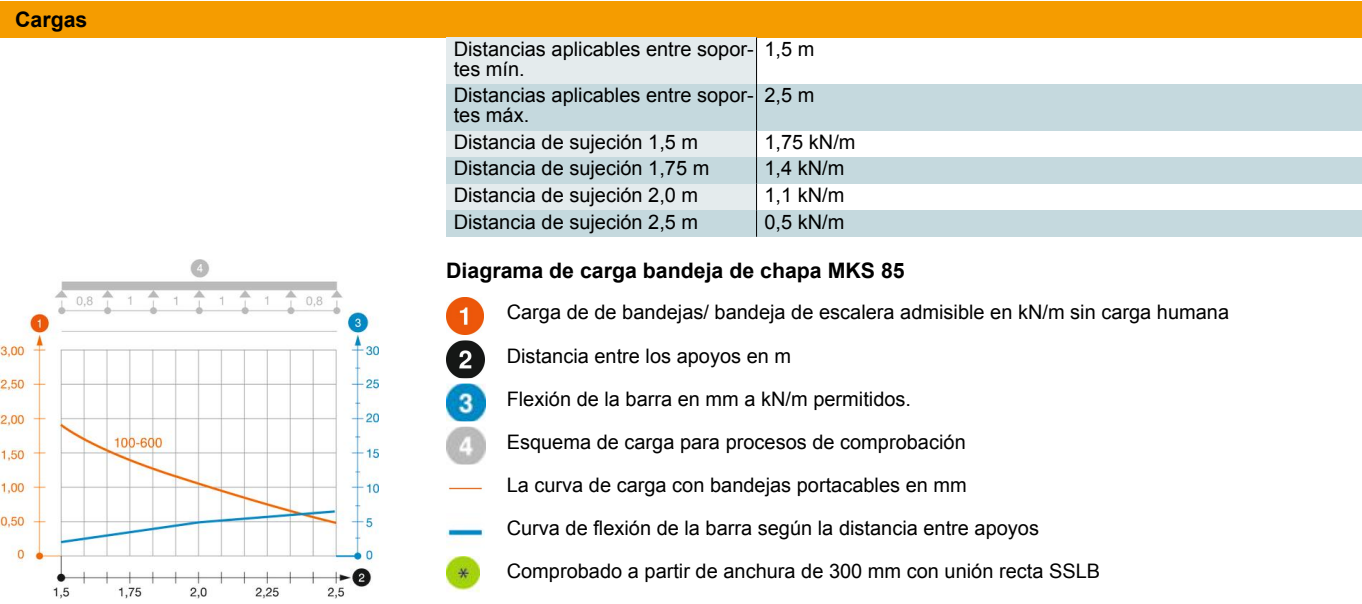 Cargas
Distancias aplicables entre sopor-
tes mín.
1,5 m
Distancias aplicables entre sopor-
tes máx.
2,5 m
Distancia de sujeción 1,5 m
1,75 kN/m
Distancia de sujeción 1,75 m
1,4 kN/m
Distancia de sujeción 2,0 m
1,1 kN/m
Distancia de sujeción 2,5 m
0,5 kN/m
4
0,8 1 1 1 1 0,8
1
3
3,00
2,50
2,00
1,50
1,00
0,50
0
100-600
30
25
20
15
10
5
0
2
1,5 1,75 2,0 2,25 2,5
Diagrama de carga bandeja de chapa MKS 85
1 Carga de de bandejas/ bandeja de escalera admisible en kN/m sin carga humana
2 Distancia entre los apoyos en m
3 Flexión de la barra en mm a kN/m permitidos.
4 Esquema de carga para procesos de comprobación
La curva de carga con bandejas portacables en mm
Curva de flexión de la barra según la distancia entre apoyos
* Comprobado a partir de anchura de 300 mm con unión recta SSLB